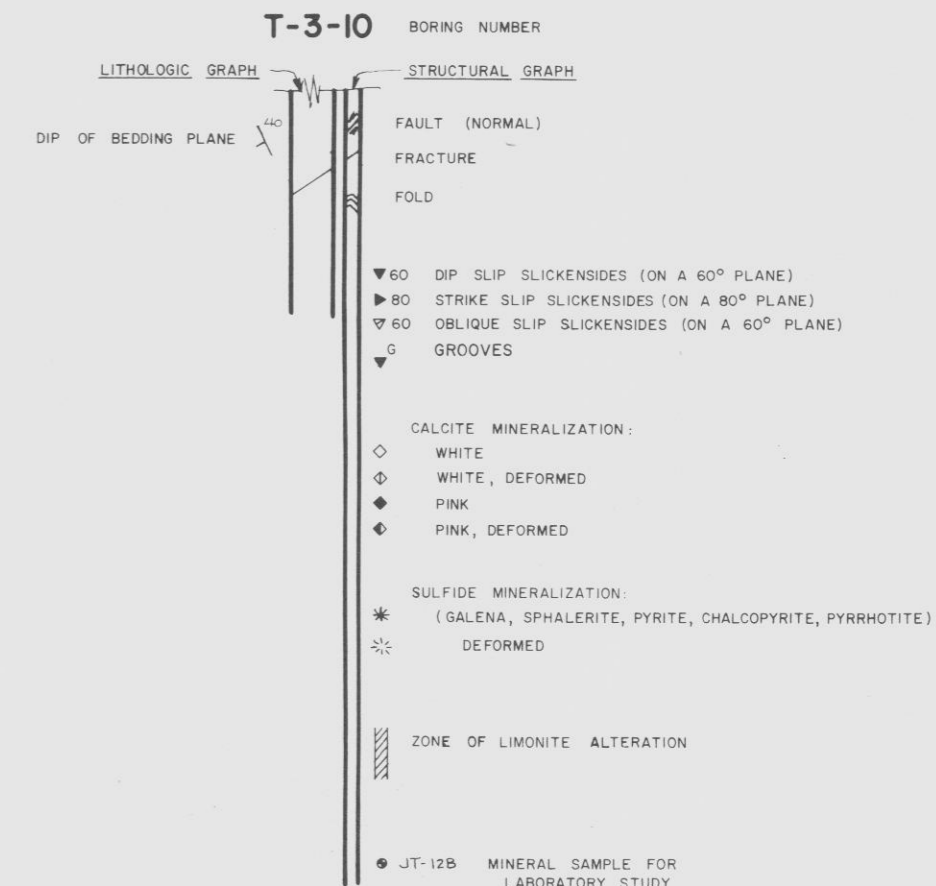 T-3-10 BORING NUMBER
LITHOLOGIC GRAPH STRUCTURAL GRAPH
40
DIP OF BEDDING PLANE
FAULT (NORMAL)
FRACTURE
FOLD
60 DIP SLIP SLICKENSIDES (ON A 60° PLANE)
80 STRIKE SLIP SLICKENSIDES (ON A 80° PLANE)
60 OBLIQUE SLIP SLICKENSIDES (ON A 60° PLANE)
G GROOVES
CALCITE MINERALIZATION:
WHITE
WHITE, DEFORMED
PINK
PINK, DEFORMED
SULFIDE MINERALIZATION:
(GALENA, SPHALERITE, PYRITE, CHALCOPYRITE, PYRRHOTITE)
DEFORMED
ZONE OF LIMONITE ALTERATION
JT-12B MINERAL SAMPLE FOR
LABORATORY STUDY